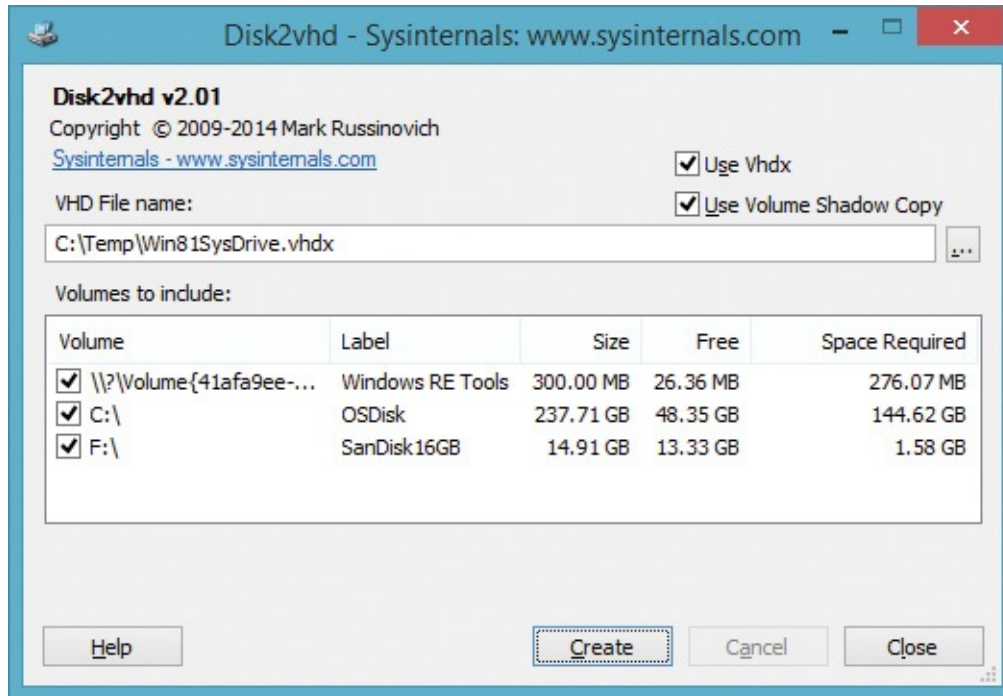 Disk2vhd - Sysinternals: www.sysinternals.com
Disk2vhd v2.01
Copyright © 2009-2014 Mark Russinovich
Sysinternals - www.sysinternals.com
Use Vhdx
VHD File name:
Use Volume Shadow Copy
C:\Temp\Win81SysDrive.vhdx
...
Volumes to include:
Volume Label Size Free Space Required
\\?\Volume{41afa9ee-... Windows RE Tools 300.00 MB 26.36 MB 276.07 MB
C:\ OSDisk 237.71 GB 48.35 GB 144.62 GB
F:\ SanDisk16GB 14.91 GB 13.33 GB 1.58 GB
Help Create Cancel Close